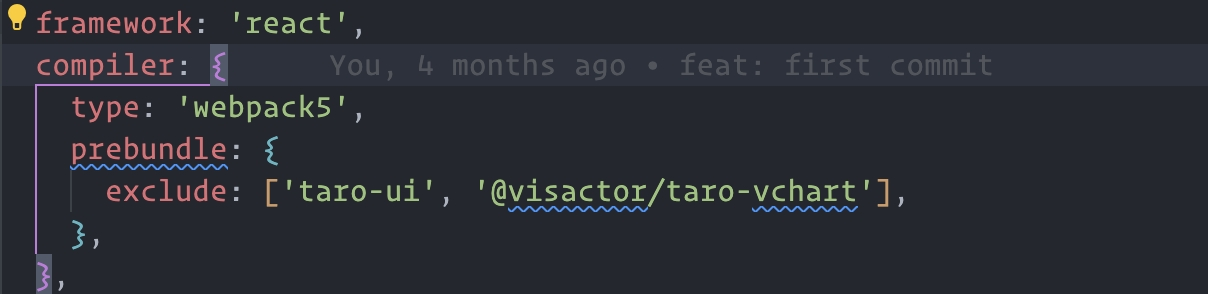 framework: 'react',
compiler: { You, 4 months ago • feat: first commit
type: 'webpack5',
prebundle: {
exclude: ['taro-ui', '@visactor/taro-vchart'],
},
},